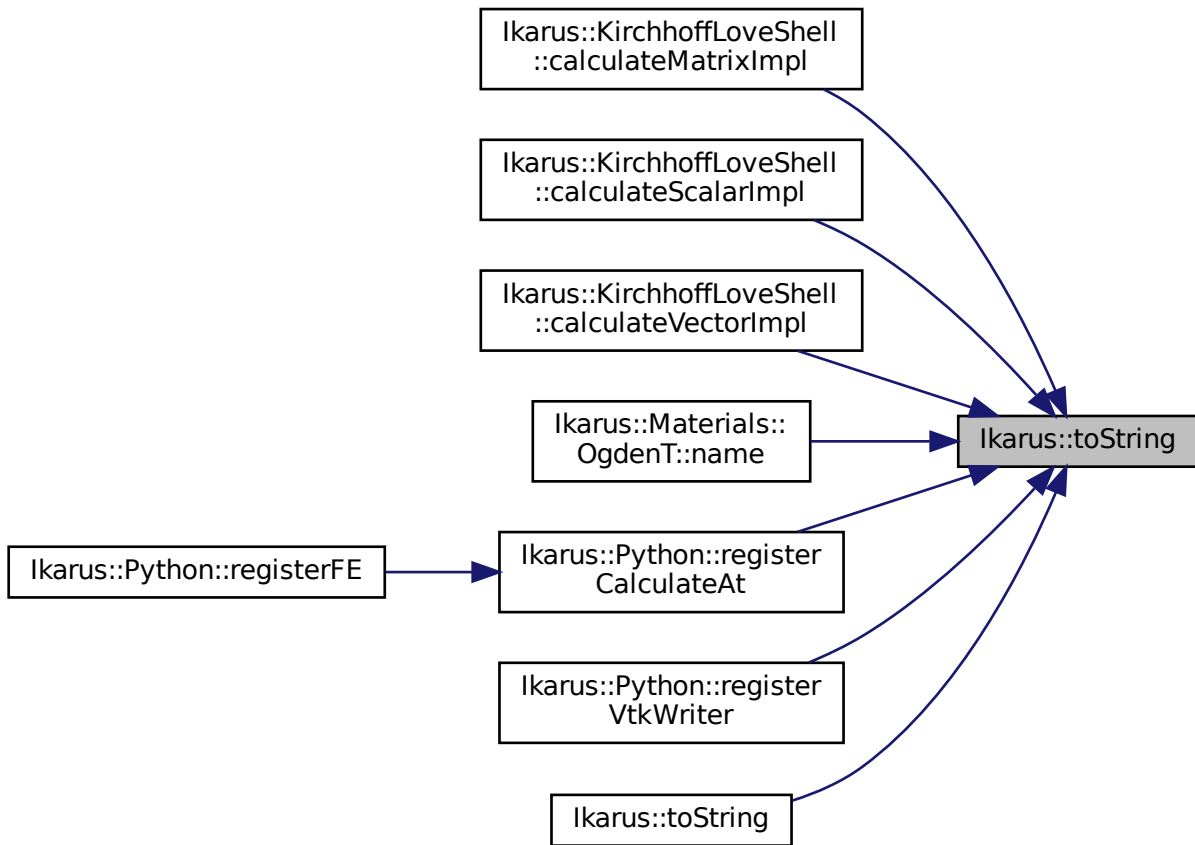 Ikarus::KirchhoffLoveShell
::calculateMatrixImpl
Ikarus::KirchhoffLoveShell
::calculateScalarImpl
Ikarus::KirchhoffLoveShell
::calculateVectorImpl
Ikarus::Materials::
OgdenT::name
Ikarus::toString
Ikarus::Python::registerFE
Ikarus::Python::register
CalculateAt
Ikarus::Python::register
VtkWriter
Ikarus::toString